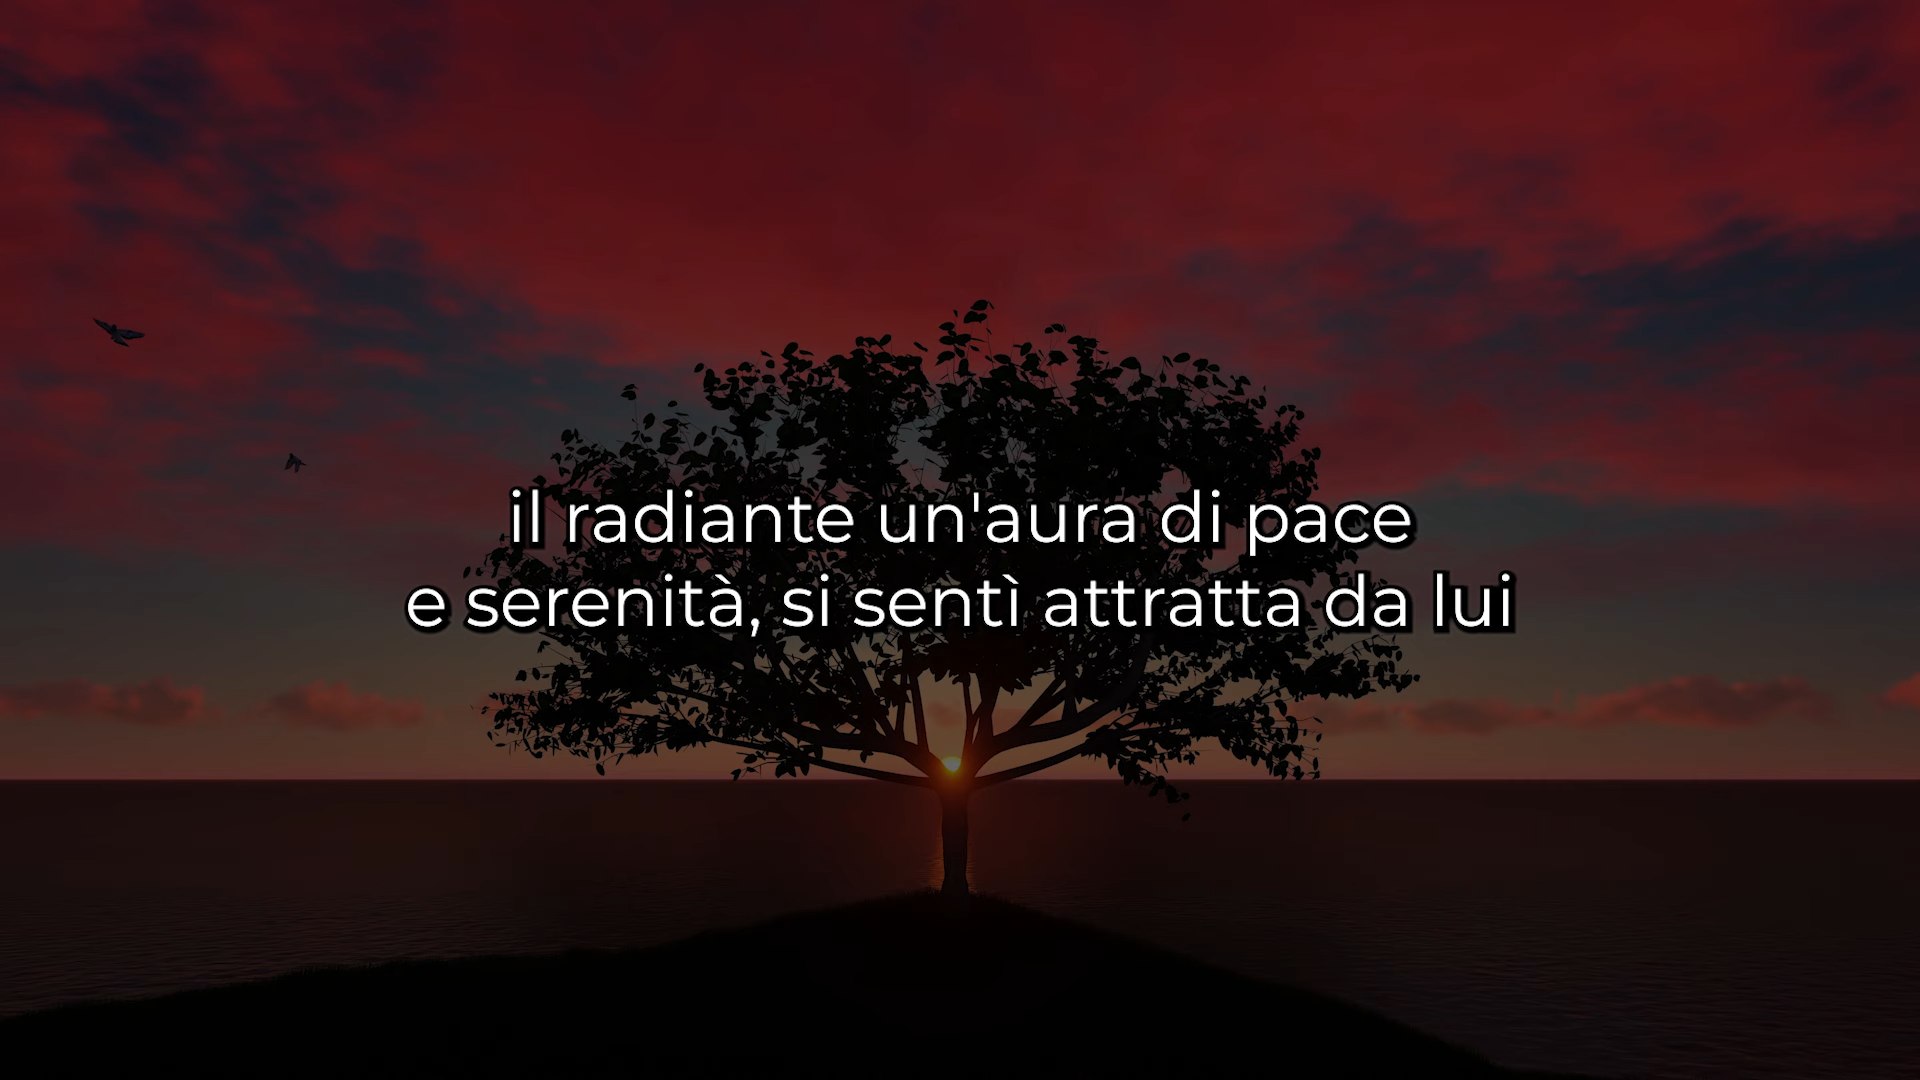 il radiante un'aura di pace
e serenità, si sentì attratta da lui